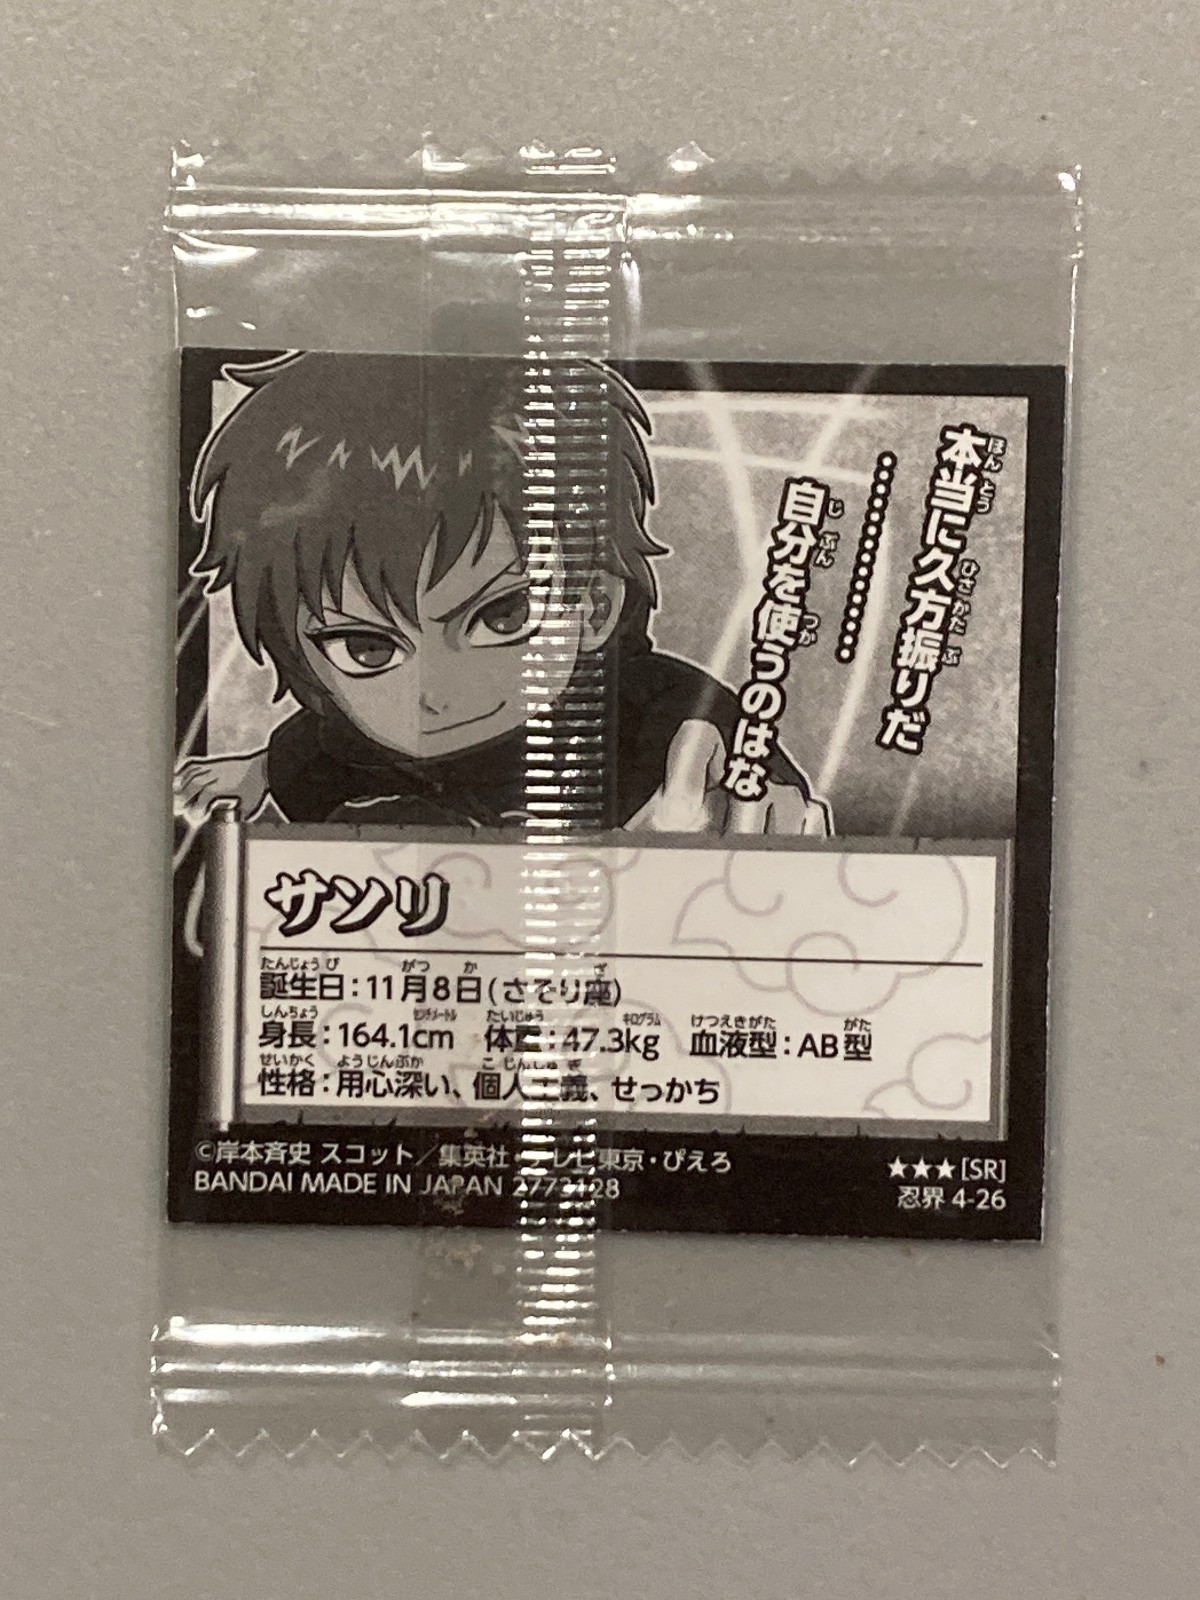 本当に久方振りだ
…………
自分を使うのはな
サソリ
誕生日：11月8日(さそり座)
身長：164.1cm 体重：47.3kg 血液型：AB型
性格：用心深い、個人主義、せっかち
©岸本斉史 スコット／集英社・テレビ東京・ぴえろ
BANDAI MADE IN JAPAN 2773128
★★★[SR]
忍界 4-26